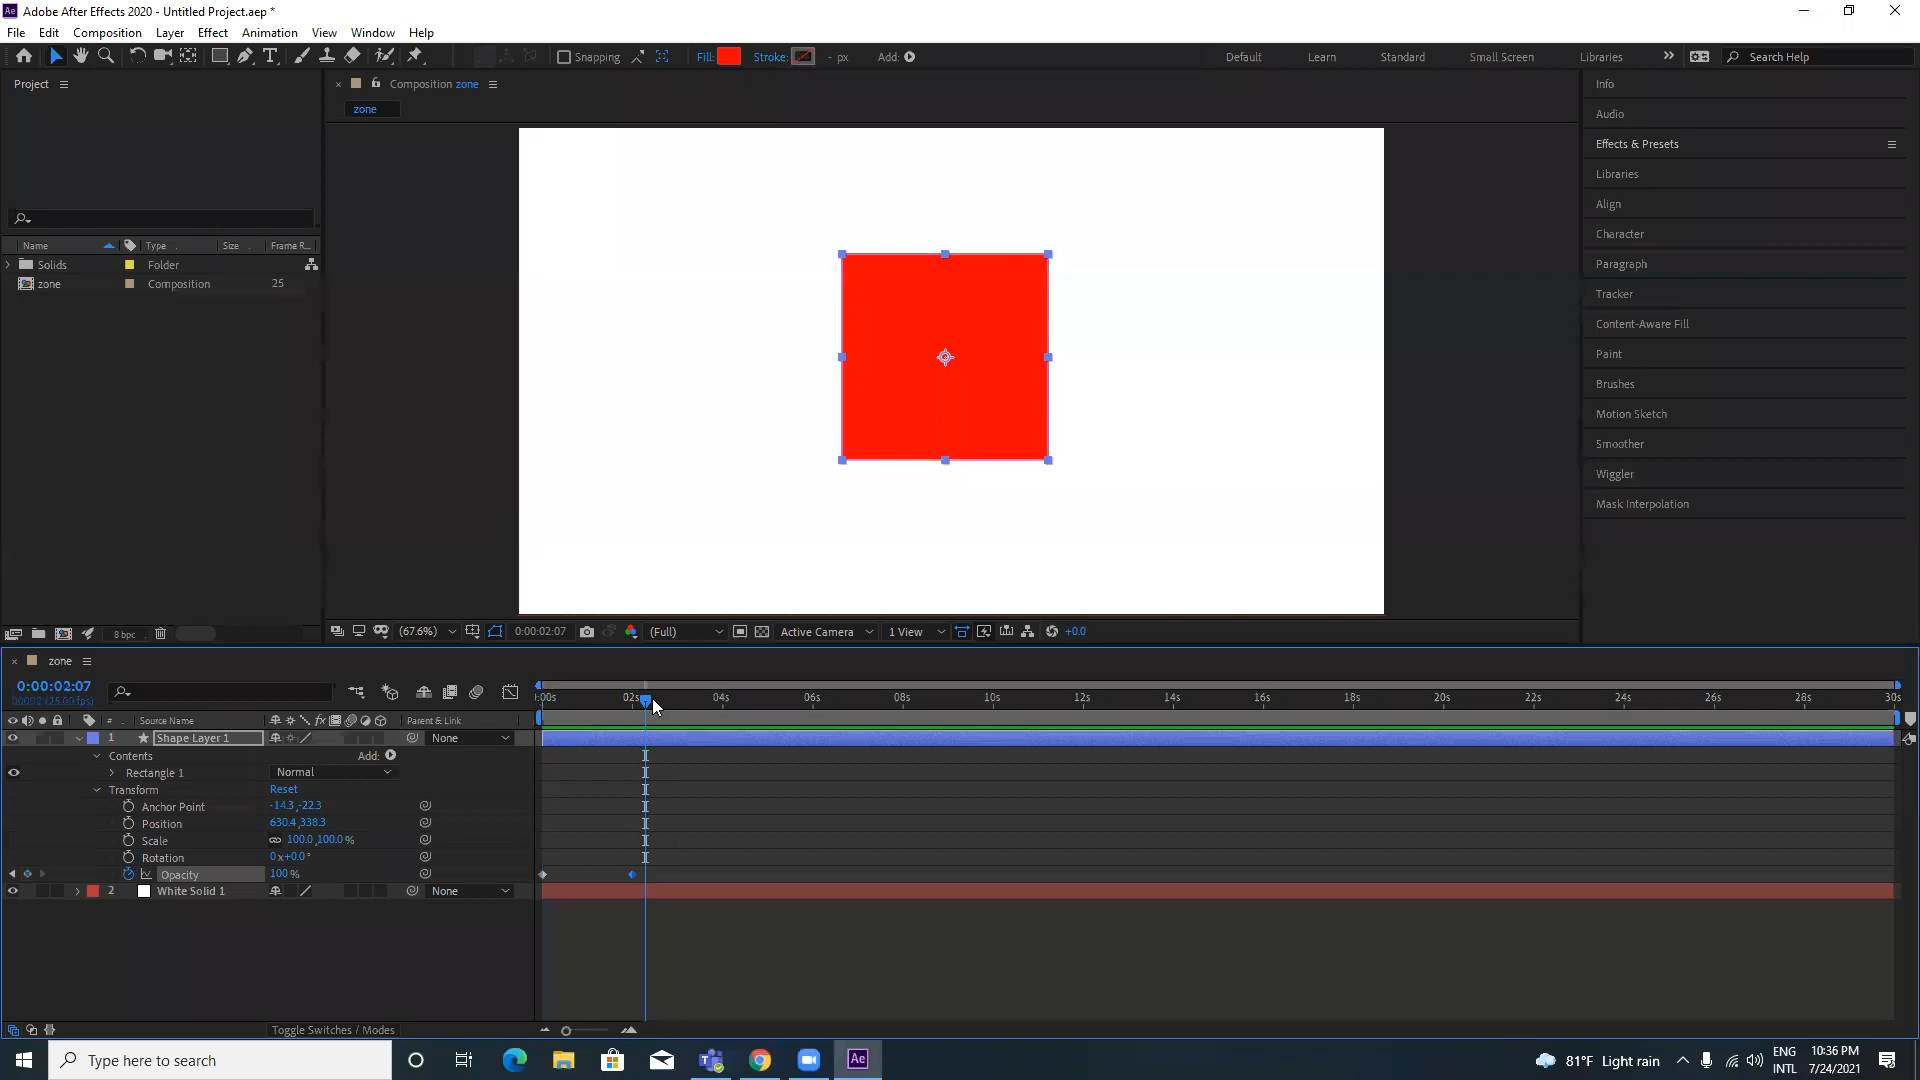 Adobe After Effects 2020 - Untitled Project.aep *
File Edit Composition Layer Effect Animation View Window Help
Snapping Fill: Stroke: - px Add: Default Learn Standard Small Screen Libraries » Search Help
Project
Composition zone
zone
Name Type Size Frame R...
Solids Folder
zone Composition 25
Info
Audio
Effects & Presets
Libraries
Align
Character
Paragraph
Tracker
Content-Aware Fill
Paint
Brushes
Motion Sketch
Smoother
Wiggler
Mask Interpolation
8 bpc
(67.6%) 0:00:02:07 (Full) Active Camera 1 View +0.0
zone
0:00:02:07
:00s 02s 04s 06s 08s 10s 12s 14s 16s 18s 20s 22s 24s 26s 28s 30s
# Source Name Parent & Link
1 Shape Layer 1 None
Contents Add:
Rectangle 1 Normal
Transform Reset
Anchor Point -14.3,-22.3
Position 630.4,338.3
Scale 100.0,100.0%
Rotation 0x+0.0°
Opacity 100%
2 White Solid 1 None
Toggle Switches / Modes
Type here to search
81°F Light rain
ENG
INTL
10:36 PM
7/24/2021